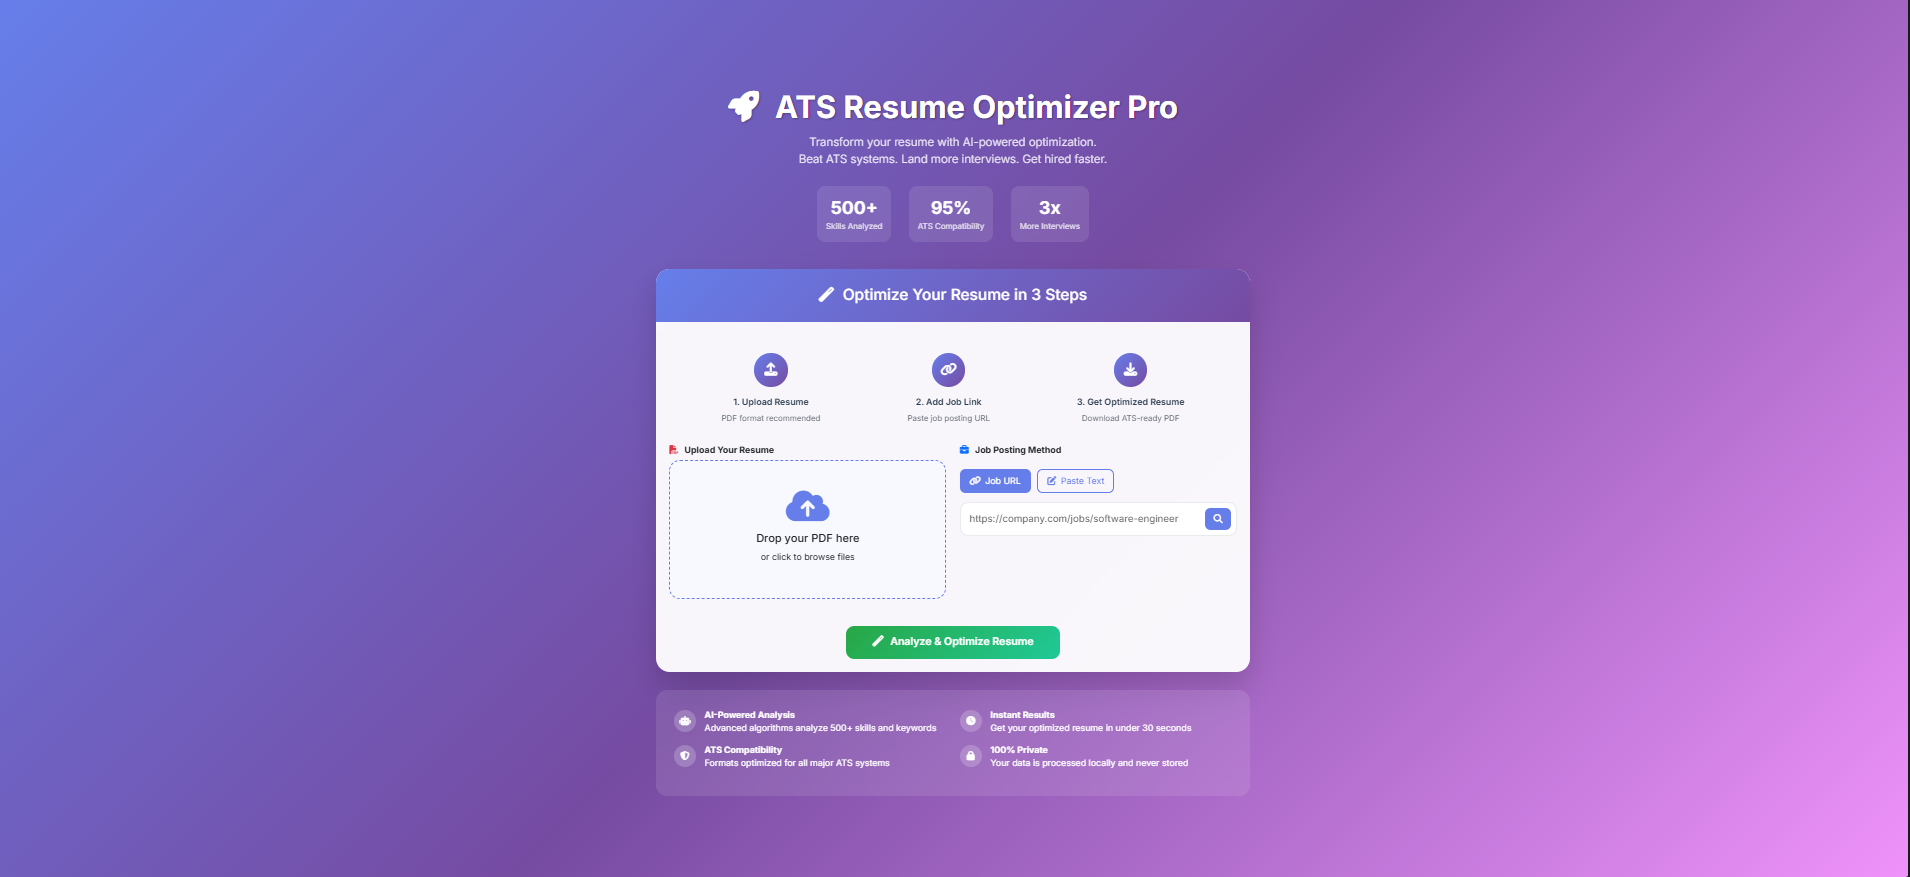 ATS Resume Optimizer Pro
Transform your resume with AI-powered optimization.
Beat ATS systems. Land more interviews. Get hired faster.
500+
Skills Analyzed
95%
ATS Compatibility
3x
More Interviews
Optimize Your Resume in 3 Steps
1. Upload Resume
PDF format recommended
2. Add Job Link
Paste job posting URL
3. Get Optimized Resume
Download ATS-ready PDF
Upload Your Resume
Drop your PDF here
or click to browse files
Job Posting Method
Job URL
Paste Text
https://company.com/jobs/software-engineer
Analyze & Optimize Resume
AI-Powered Analysis
Advanced algorithms analyze 500+ skills and keywords
Instant Results
Get your optimized resume in under 30 seconds
ATS Compatibility
Formats optimized for all major ATS systems
100% Private
Your data is processed locally and never stored